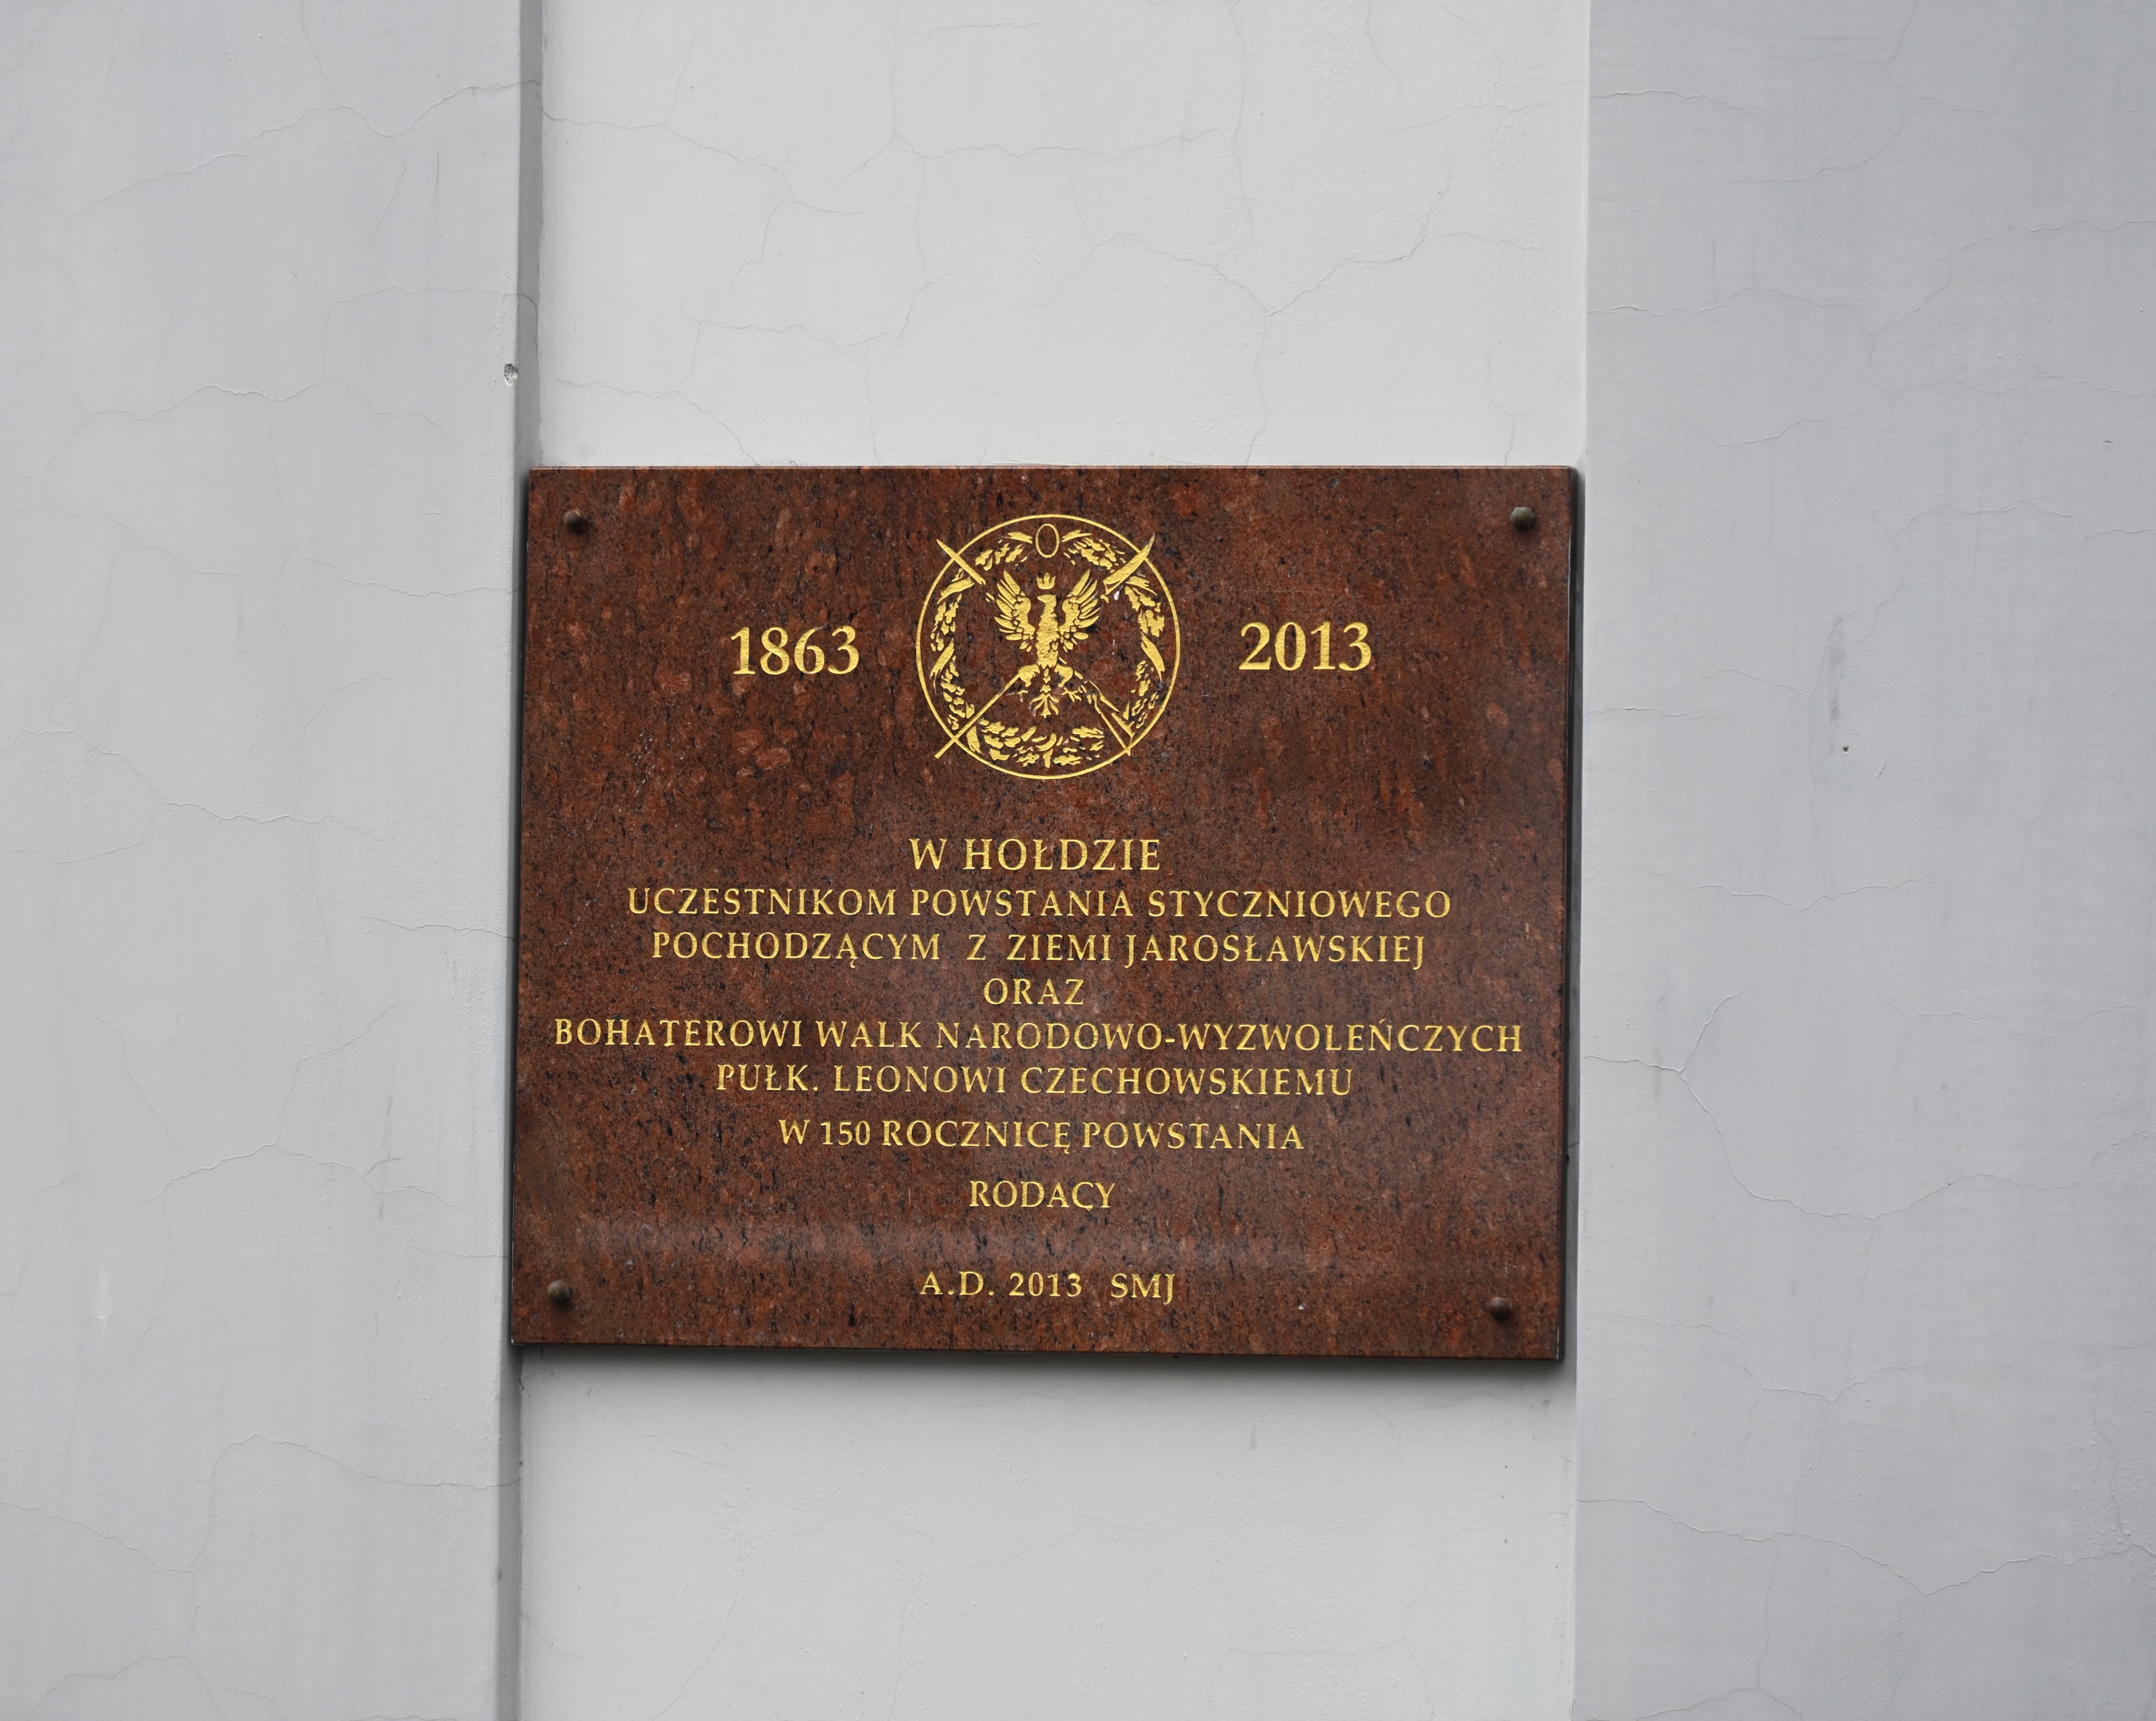 1863 2013
W HOŁDZIE
UCZESTNIKOM POWSTANIA STYCZNIOWEGO
POCHODZĄCYM Z ZIEMI JAROSŁAWSKIEJ
ORAZ
BOHATEROWI WALK NARODOWO-WYZWOLEŃCZYCH
PUŁK. LEONOWI CZECHOWSKIEMU
W 150 ROCZNICĘ POWSTANIA
RODACY
A.D. 2013 SMJ